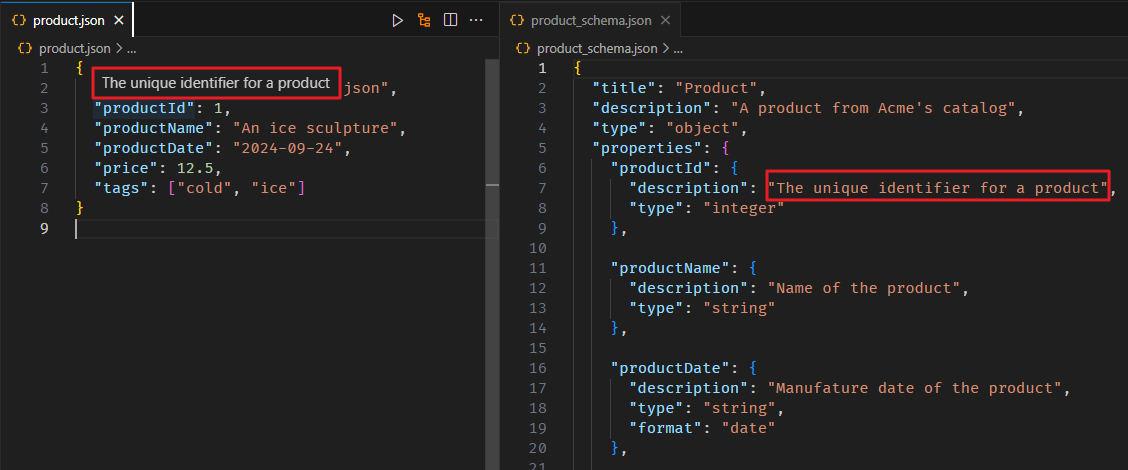 product.json
product.json > ...
1 {
The unique identifier for a product
2 json",
3 "productId": 1,
4 "productName": "An ice sculpture",
5 "productDate": "2024-09-24",
6 "price": 12.5,
7 "tags": ["cold", "ice"]
8 }
9
product_schema.json
product_schema.json > ...
1 {
2 "title": "Product",
3 "description": "A product from Acme's catalog",
4 "type": "object",
5 "properties": {
6 "productId": {
7 "description": "The unique identifier for a product",
8 "type": "integer"
9 },
10
11 "productName": {
12 "description": "Name of the product",
13 "type": "string"
14 },
15
16 "productDate": {
17 "description": "Manufature date of the product",
18 "type": "string",
19 "format": "date"
20 },
21